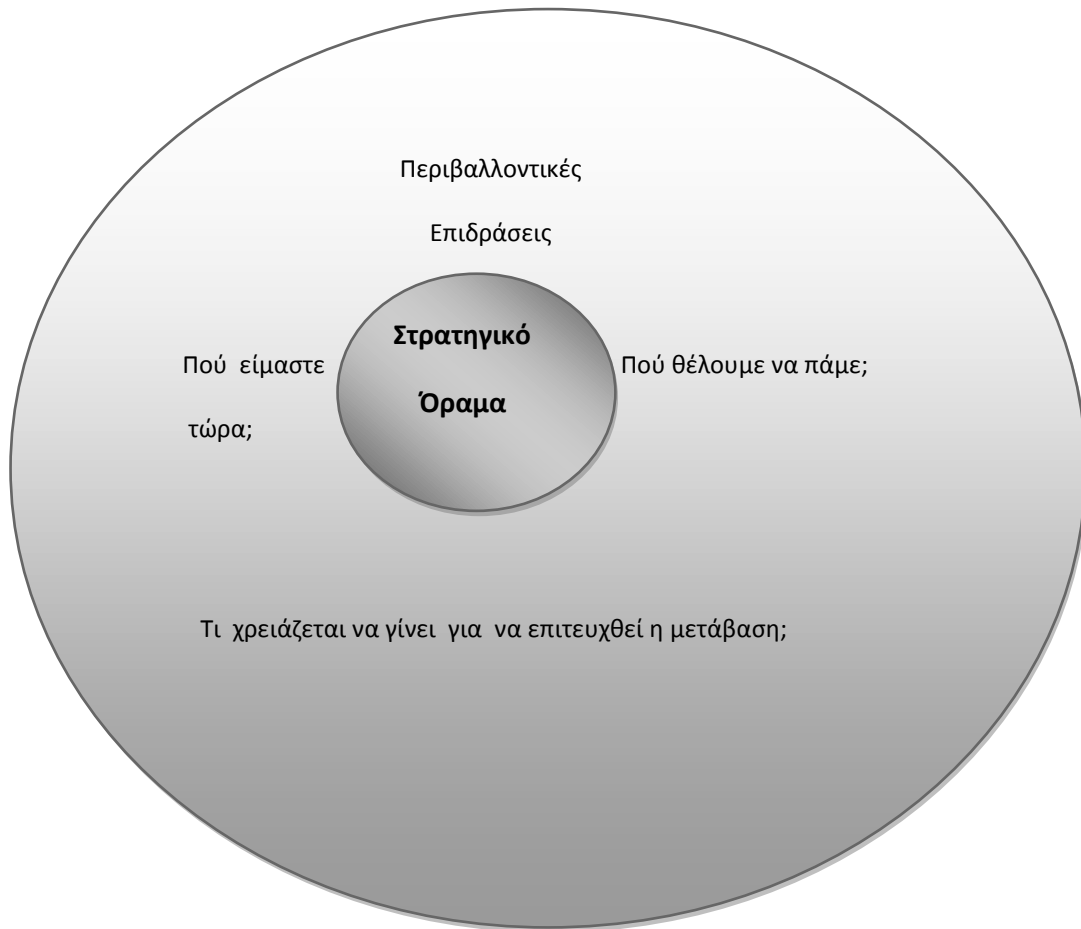 Περιβαλλοντικές
Επιδράσεις
Στρατηγικό
Όραμα
Πού είμαστε
τώρα;
Πού θέλουμε να πάμε;
Τι χρειάζεται να γίνει για να επιτευχθεί η μετάβαση;